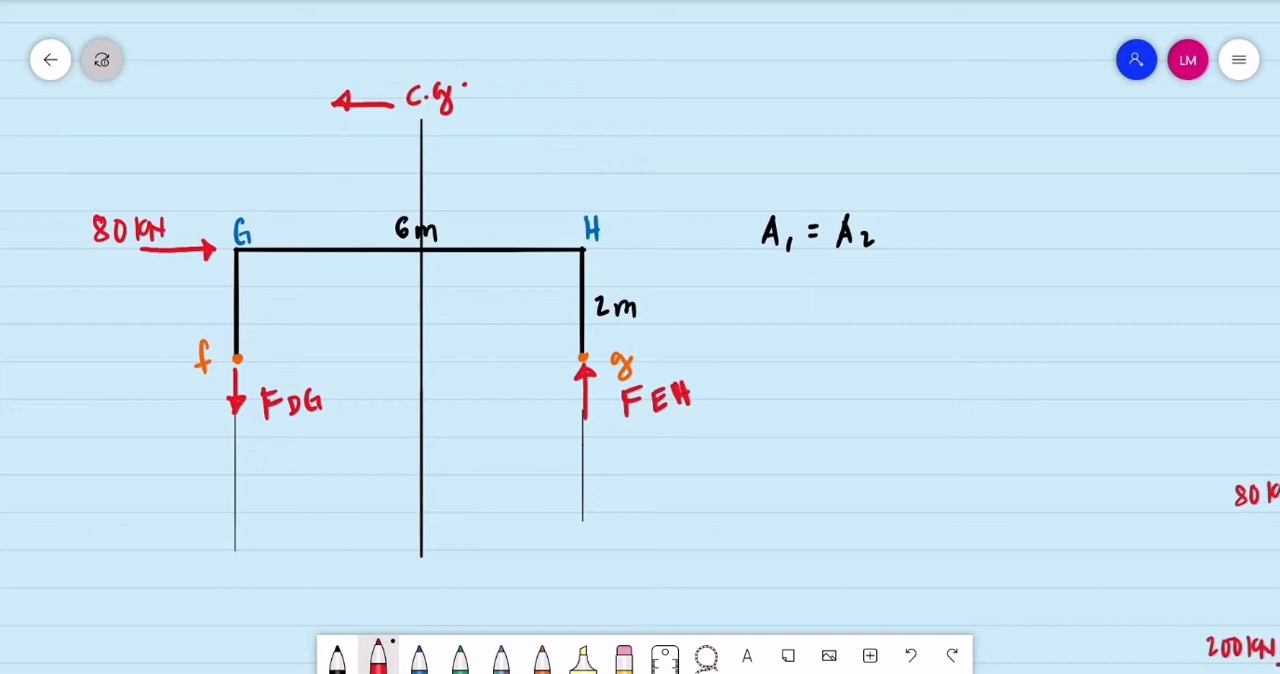 LM
C.g.
80 KN
G
6m
H
A₁ = A₂
2m
f
g
FDG
FEH
80 K
200 KN
A